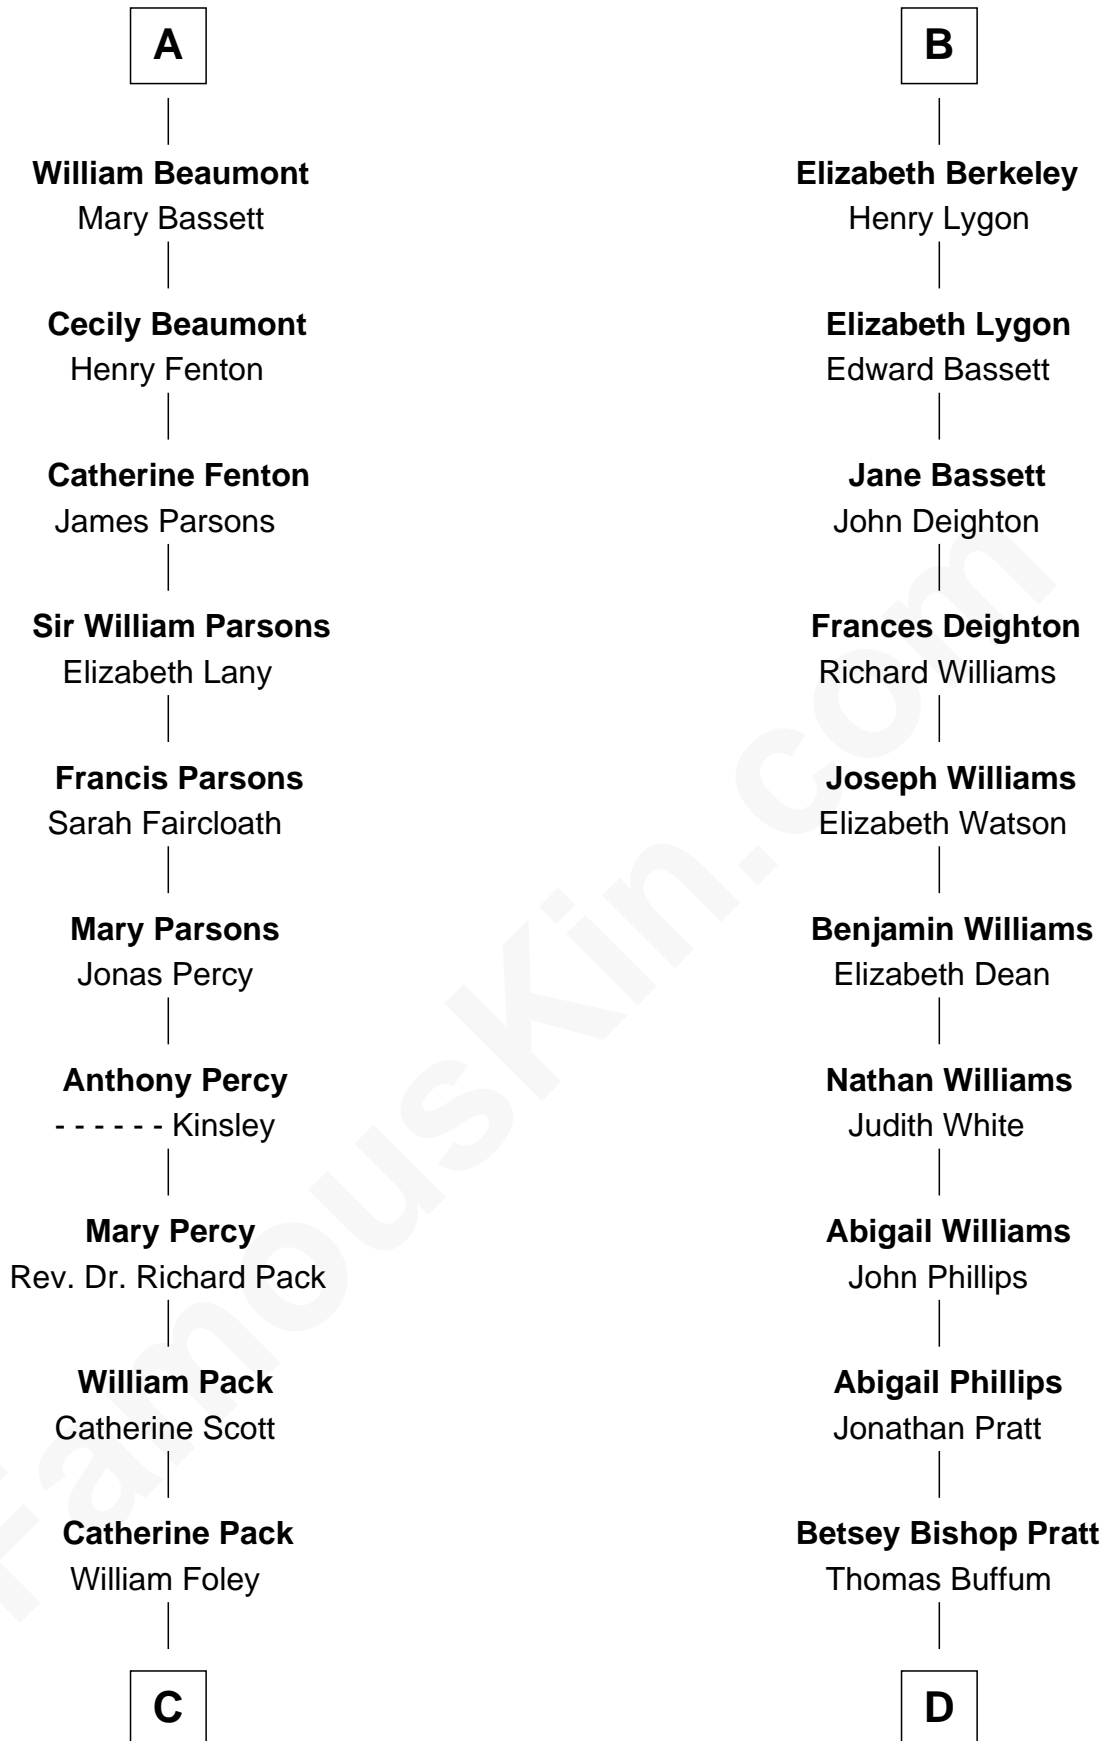 A
William Beaumont
Mary Bassett
Cecily Beaumont
Henry Fenton
Catherine Fenton
James Parsons
Sir William Parsons
Elizabeth Lany
Francis Parsons
Sarah Faircloath
Mary Parsons
Jonas Percy
Anthony Percy
- - - - - - Kinsley
Mary Percy
Rev. Dr. Richard Pack
William Pack
Catherine Scott
Catherine Pack
William Foley
C
B
Elizabeth Berkeley
Henry Lygon
Elizabeth Lygon
Edward Bassett
Jane Bassett
John Deighton
Frances Deighton
Richard Williams
Joseph Williams
Elizabeth Watson
Benjamin Williams
Elizabeth Dean
Nathan Williams
Judith White
Abigail Williams
John Phillips
Abigail Phillips
Jonathan Pratt
Betsey Bishop Pratt
Thomas Buffum
D
FamousKin.com